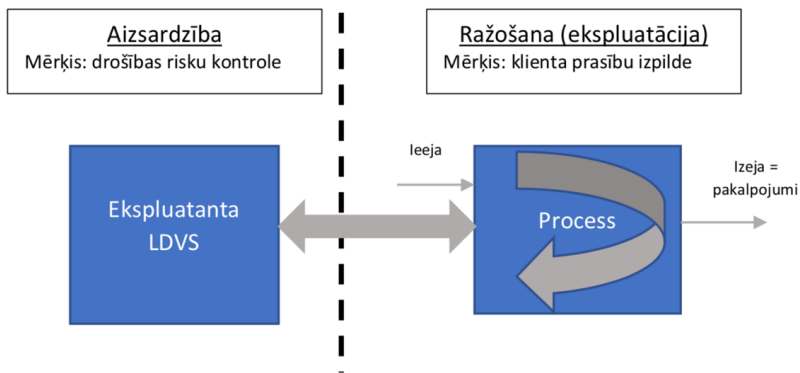 Aizsardzība
Mērķis: drošības risku kontrole
Ražošana (ekspluatācija)
Mērķis: klienta prasību izpilde
Ekspluatanta
LDVS
Ieeja
Process
Izeja =
pakalpojumi